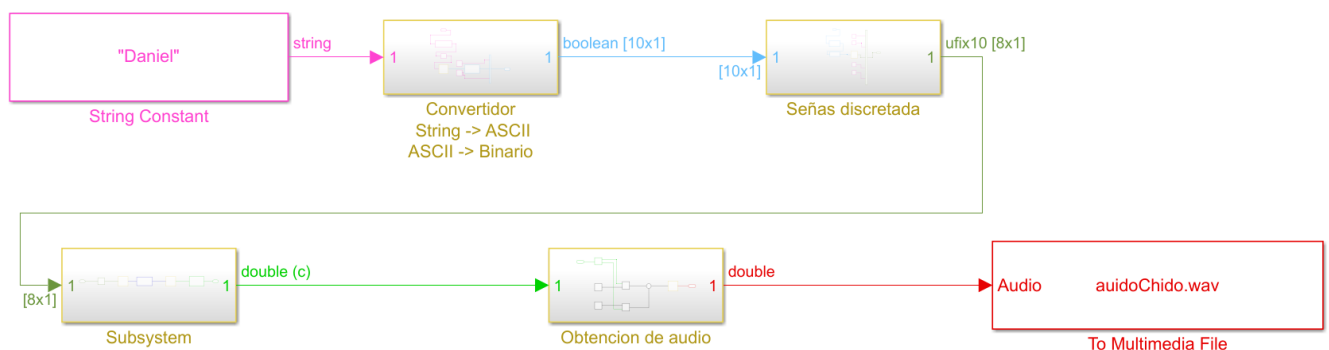 "Daniel"
String Constant
string
1
1
Convertidor
String -> ASCII
ASCII -> Binario
boolean [10x1]
[10x1]
1
1
Señas discretada
ufix10 [8x1]
[8x1]
1
1
Subsystem
double (c)
1
1
Obtencion de audio
double
Audio
auidoChido.wav
To Multimedia File